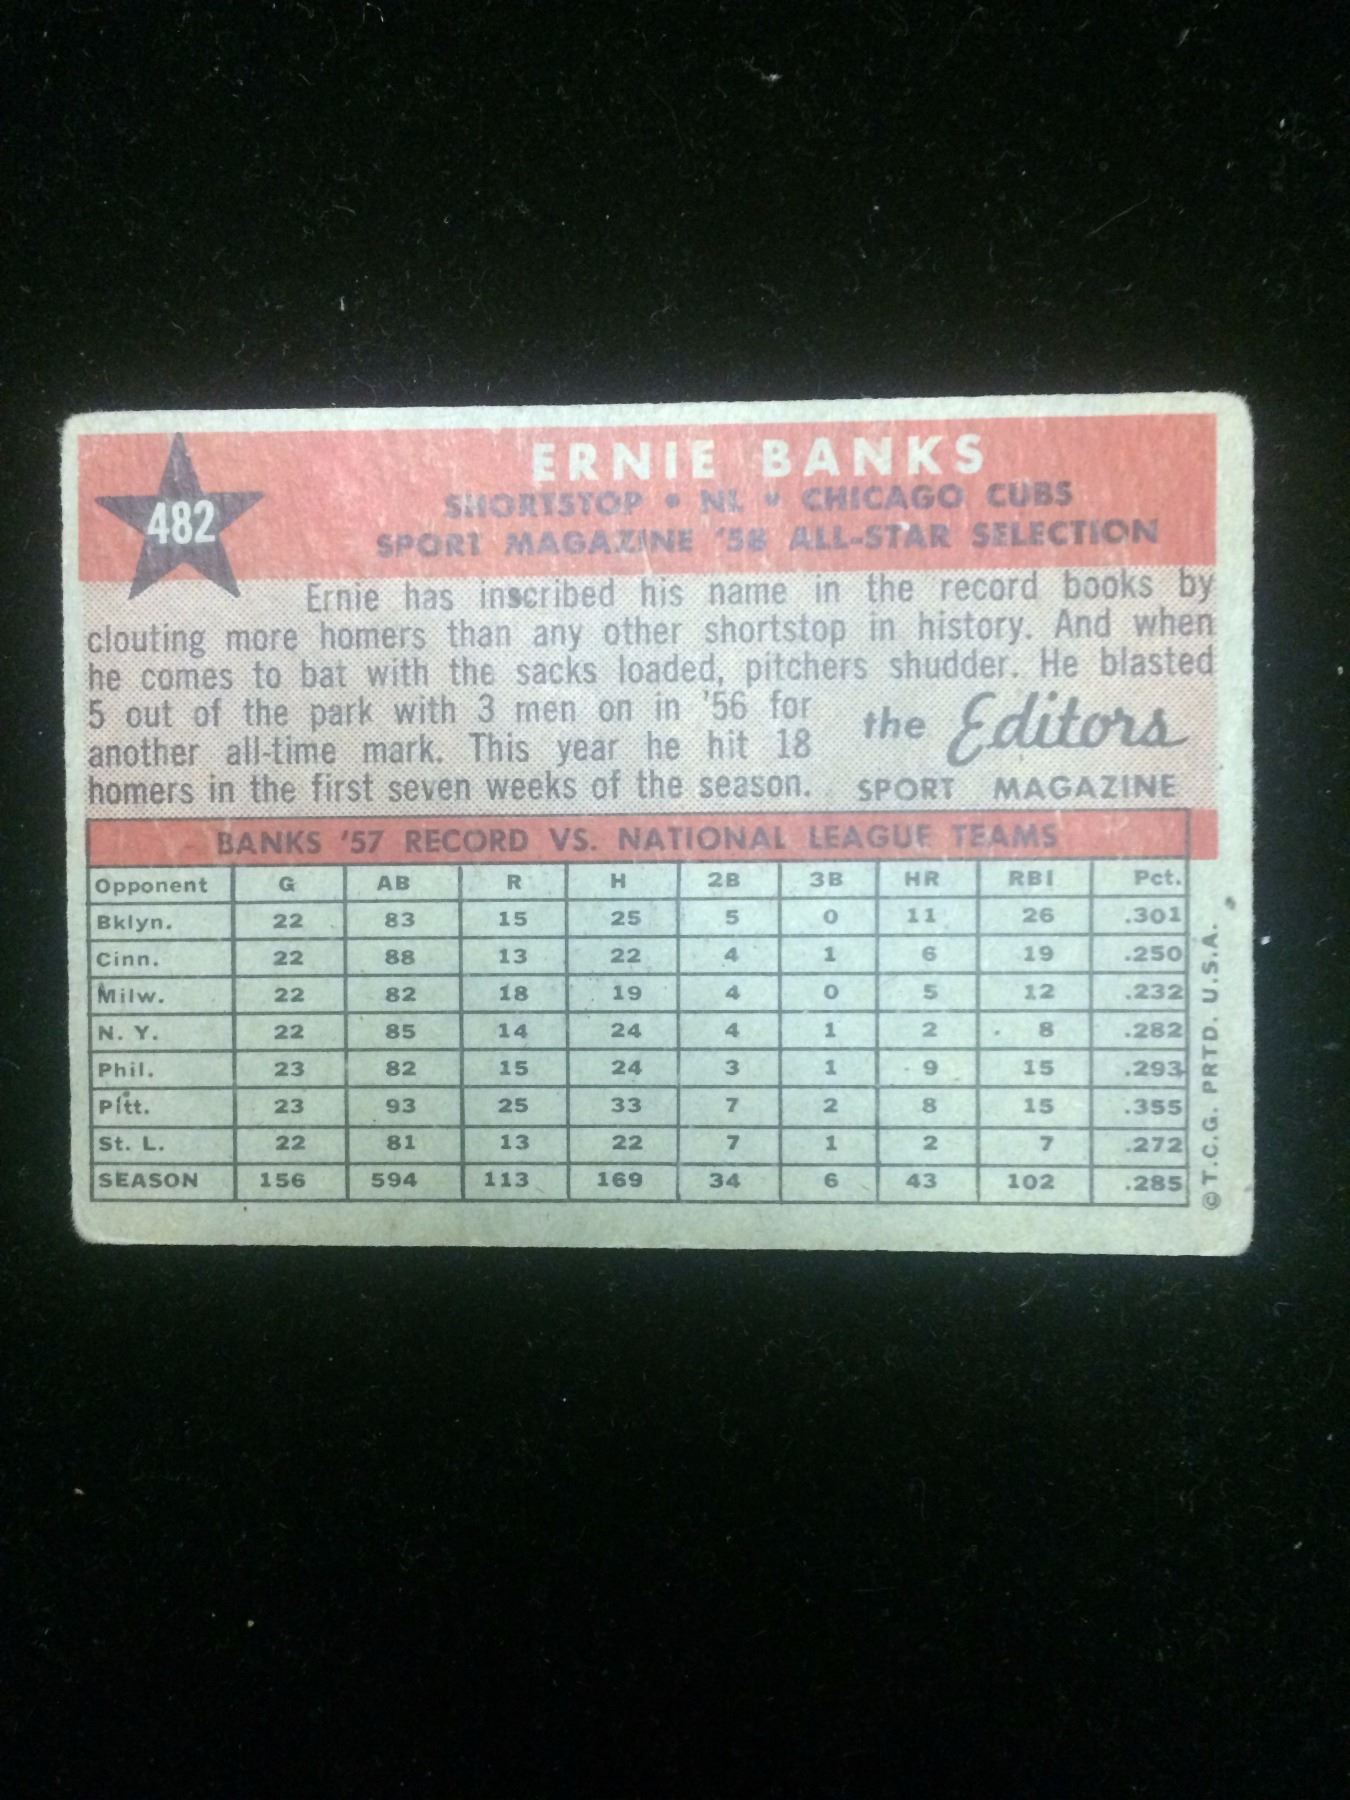 482
ERNIE BANKS
SHORTSTOP • NL • CHICAGO CUBS
SPORT MAGAZINE '58 ALL-STAR SELECTION
Ernie has inscribed his name in the record books by
clouting more homers than any other shortstop in history. And when
he comes to bat with the sacks loaded, pitchers shudder. He blasted
5 out of the park with 3 men on in '56 for
another all-time mark. This year he hit 18
homers in the first seven weeks of the season.
the Editors
SPORT MAGAZINE
BANKS '57 RECORD VS. NATIONAL LEAGUE TEAMS
Opponent G AB R H 2B 3B HR RBI Pct.
Bklyn. 22 83 15 25 5 0 11 26 .301
Cinn. 22 88 13 22 4 1 6 19 .250
Milw. 22 82 18 19 4 0 5 12 .232
N. Y. 22 85 14 24 4 1 2 8 .282
Phil. 23 82 15 24 3 1 9 15 .293
Pitt. 23 93 25 33 7 2 8 15 .355
St. L. 22 81 13 22 7 1 2 7 .272
SEASON 156 594 113 169 34 6 43 102 .285
© T.C.G. PRTD. U.S.A.